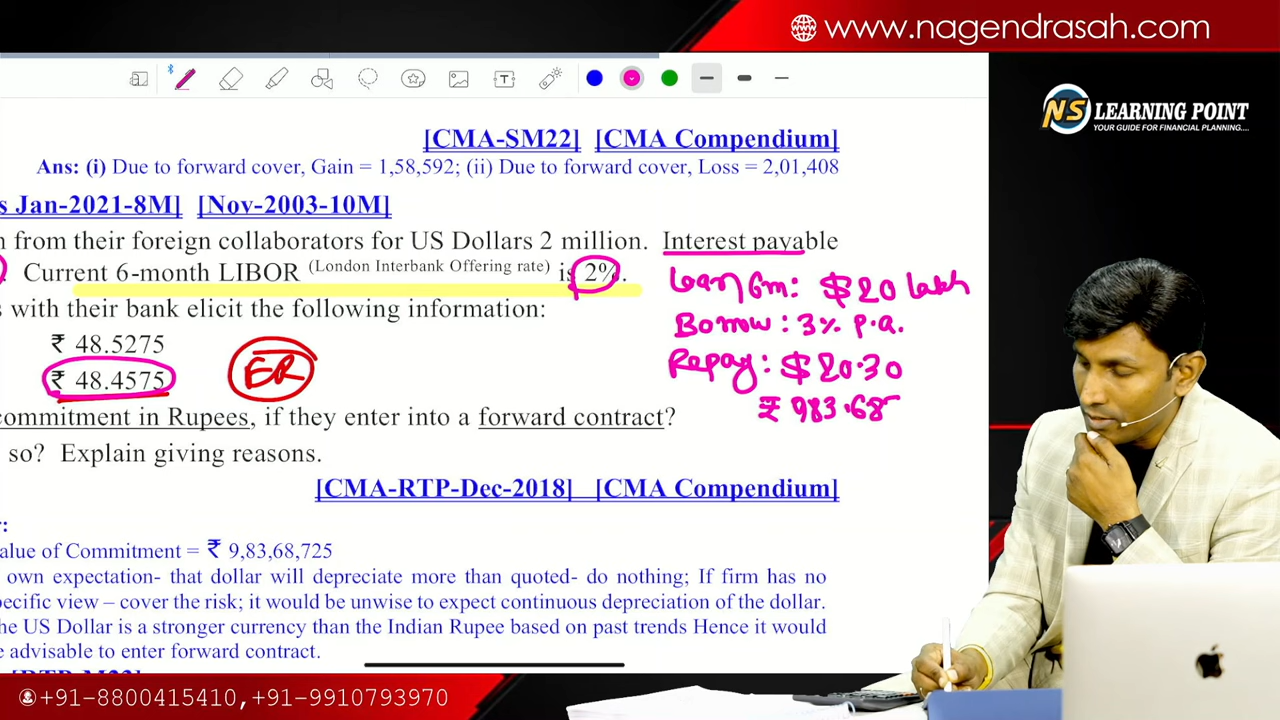 www.nagendrasah.com
NS LEARNING POINT
YOUR GUIDE FOR FINANCIAL PLANNING....
[CMA-SM22] [CMA Compendium]
Ans: (i) Due to forward cover, Gain = 1,58,592; (ii) Due to forward cover, Loss = 2,01,408
s Jan-2021-8M] [Nov-2003-10M]
n from their foreign collaborators for US Dollars 2 million. Interest payable
. Current 6-month LIBOR (London Interbank Offering rate) is 2%.
Loan 6m: $20 lakh
s with their bank elicit the following information:
Borrow: 3% p.a.
₹ 48.5275
Repay: $20.30
₹ 48.4575 ER
₹ 983.68
commitment in Rupees, if they enter into a forward contract?
so? Explain giving reasons.
[CMA-RTP-Dec-2018] [CMA Compendium]
r:
alue of Commitment = ₹ 9,83,68,725
own expectation- that dollar will depreciate more than quoted- do nothing; If firm has no
pecific view – cover the risk; it would be unwise to expect continuous depreciation of the dollar.
he US Dollar is a stronger currency than the Indian Rupee based on past trends Hence it would
e advisable to enter forward contract.
+91-8800415410,+91-9910793970